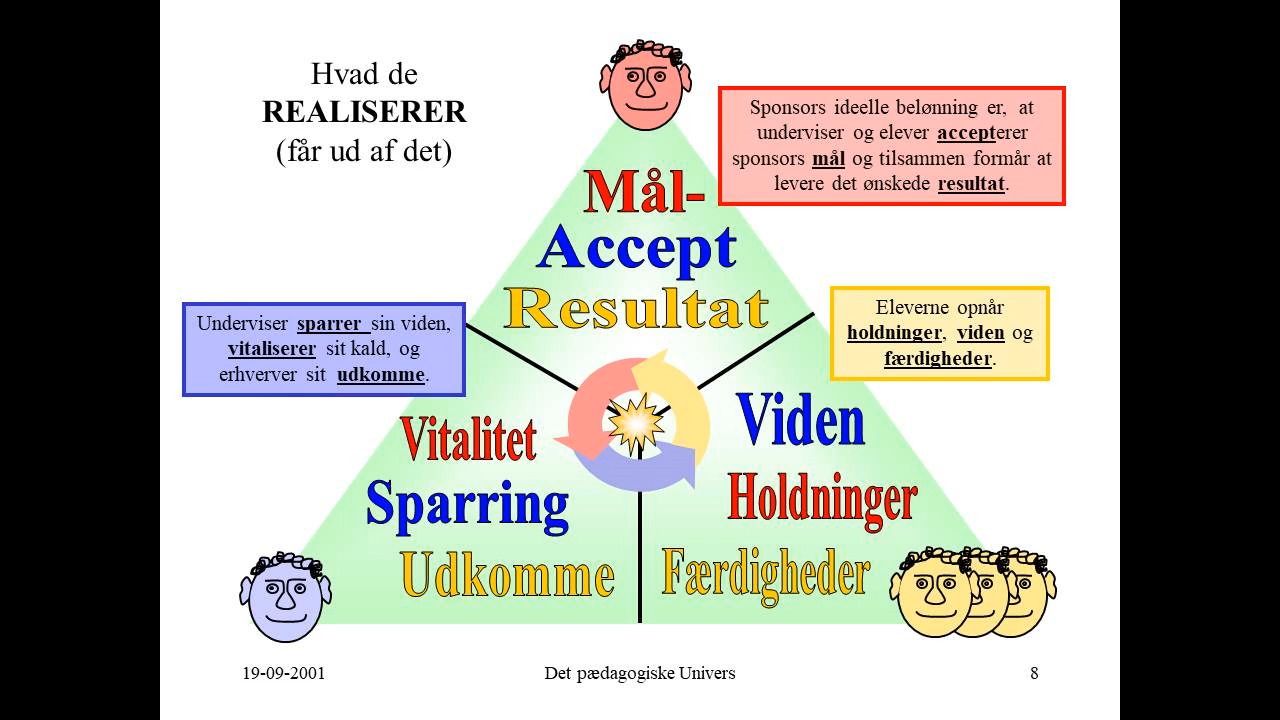 Hvad de
REALISERER
(får ud af det)
Sponsors ideelle belønning er, at
underviser og elever accepterer
sponsors mål og tilsammen formår at
levere det ønskede resultat.
Mål-
Accept
Resultat
Underviser sparrer sin viden,
vitaliserer sit kald, og
erhverver sit udkomme.
Eleverne opnår
holdninger, viden og
færdigheder.
Vitalitet
Sparring
Udkomme
Viden
Holdninger
Færdigheder
19-09-2001
Det pædagogiske Univers
8